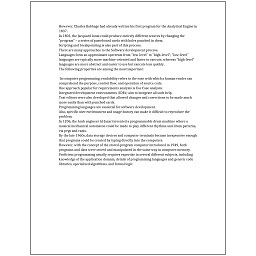 However, Charles Babbage had already written his first program for the Analytical Engine in
1837.
In 1801, the Jacquard loom could produce entirely different weaves by changing the
"program" - a series of pasteboard cards with holes punched in them.
Scripting and breakpointing is also part of this process.
There are many approaches to the Software development process.
Languages form an approximate spectrum from "low-level" to "high-level"; "low-level"
languages are typically more machine-oriented and faster to execute, whereas "high-level"
languages are more abstract and easier to use but execute less quickly.
The following properties are among the most important:

In computer programming, readability refers to the ease with which a human reader can
comprehend the purpose, control flow, and operation of source code.
One approach popular for requirements analysis is Use Case analysis.
Integrated development environments (IDEs) aim to integrate all such help.
Text editors were also developed that allowed changes and corrections to be made much
more easily than with punched cards.
Programming languages are essential for software development.
Also, specific user environment and usage history can make it difficult to reproduce the
problem.
In 1206, the Arab engineer Al-Jazari invented a programmable drum machine where a
musical mechanical automaton could be made to play different rhythms and drum patterns,
via pegs and cams.
By the late 1960s, data storage devices and computer terminals became inexpensive enough
that programs could be created by typing directly into the computers.
However, with the concept of the stored-program computer introduced in 1949, both
programs and data were stored and manipulated in the same way in computer memory.
Proficient programming usually requires expertise in several different subjects, including
knowledge of the application domain, details of programming languages and generic code
libraries, specialized algorithms, and formal logic.